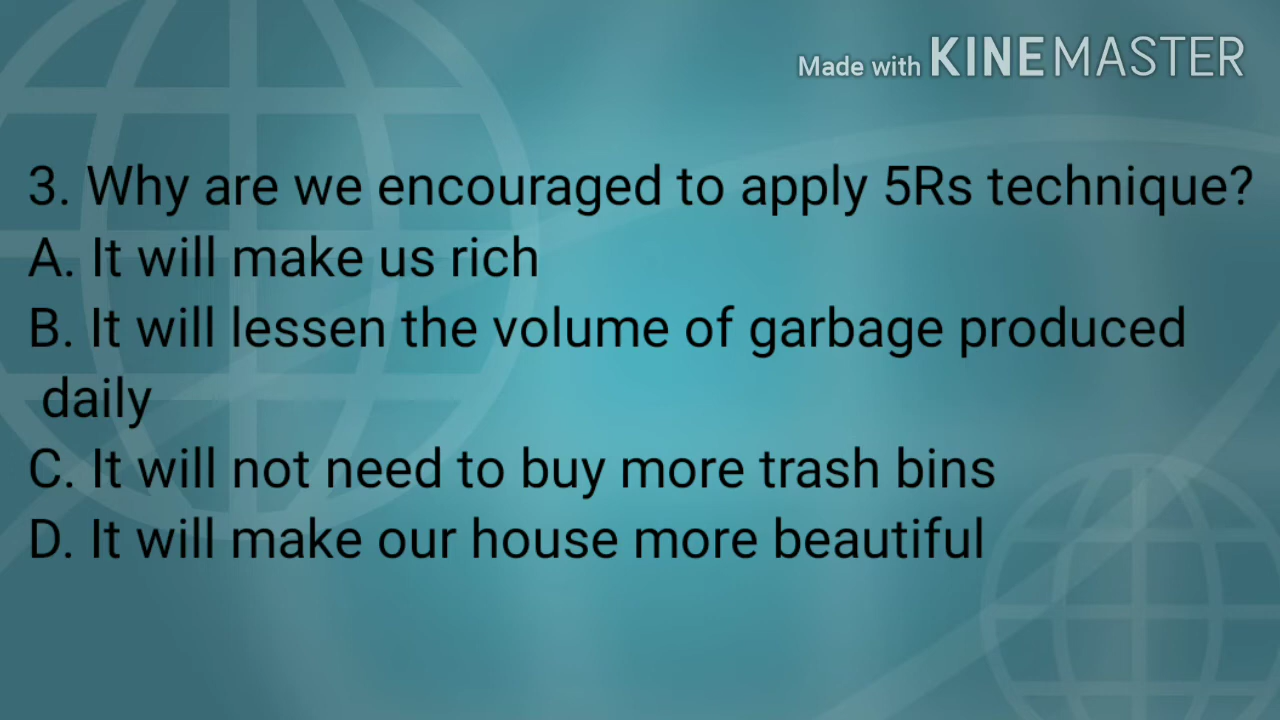 Made with KINEMASTER
3. Why are we encouraged to apply 5Rs technique?
A. It will make us rich
B. It will lessen the volume of garbage produced
daily
C. It will not need to buy more trash bins
D. It will make our house more beautiful